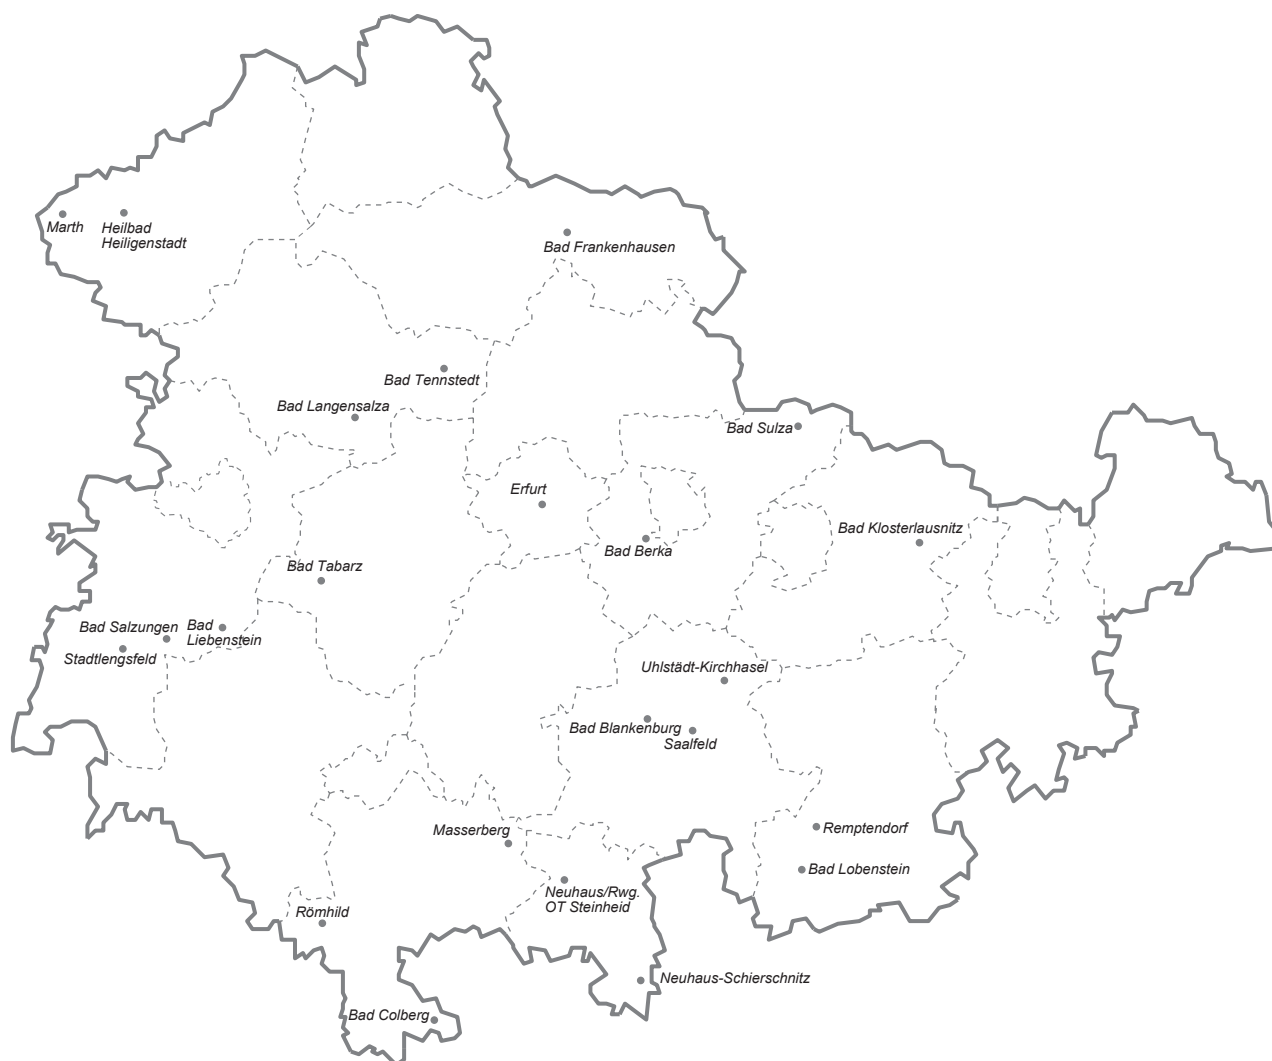 Marth
Heilbad
Heiligenstadt
Bad Frankenhausen
Bad Tennstedt
Bad Langensalza
Bad Sulza
Erfurt
Bad Klosterlausnitz
Bad Berka
Bad Tabarz
Bad Salzungen
Bad
Liebenstein
Stadtlengsfeld
Uhlstädt-Kirchhasel
Bad Blankenburg
Saalfeld
Masserberg
Remptendorf
Bad Lobenstein
Neuhaus/Rwg.
OT Steinheid
Römhild
Neuhaus-Schierschnitz
Bad Colberg